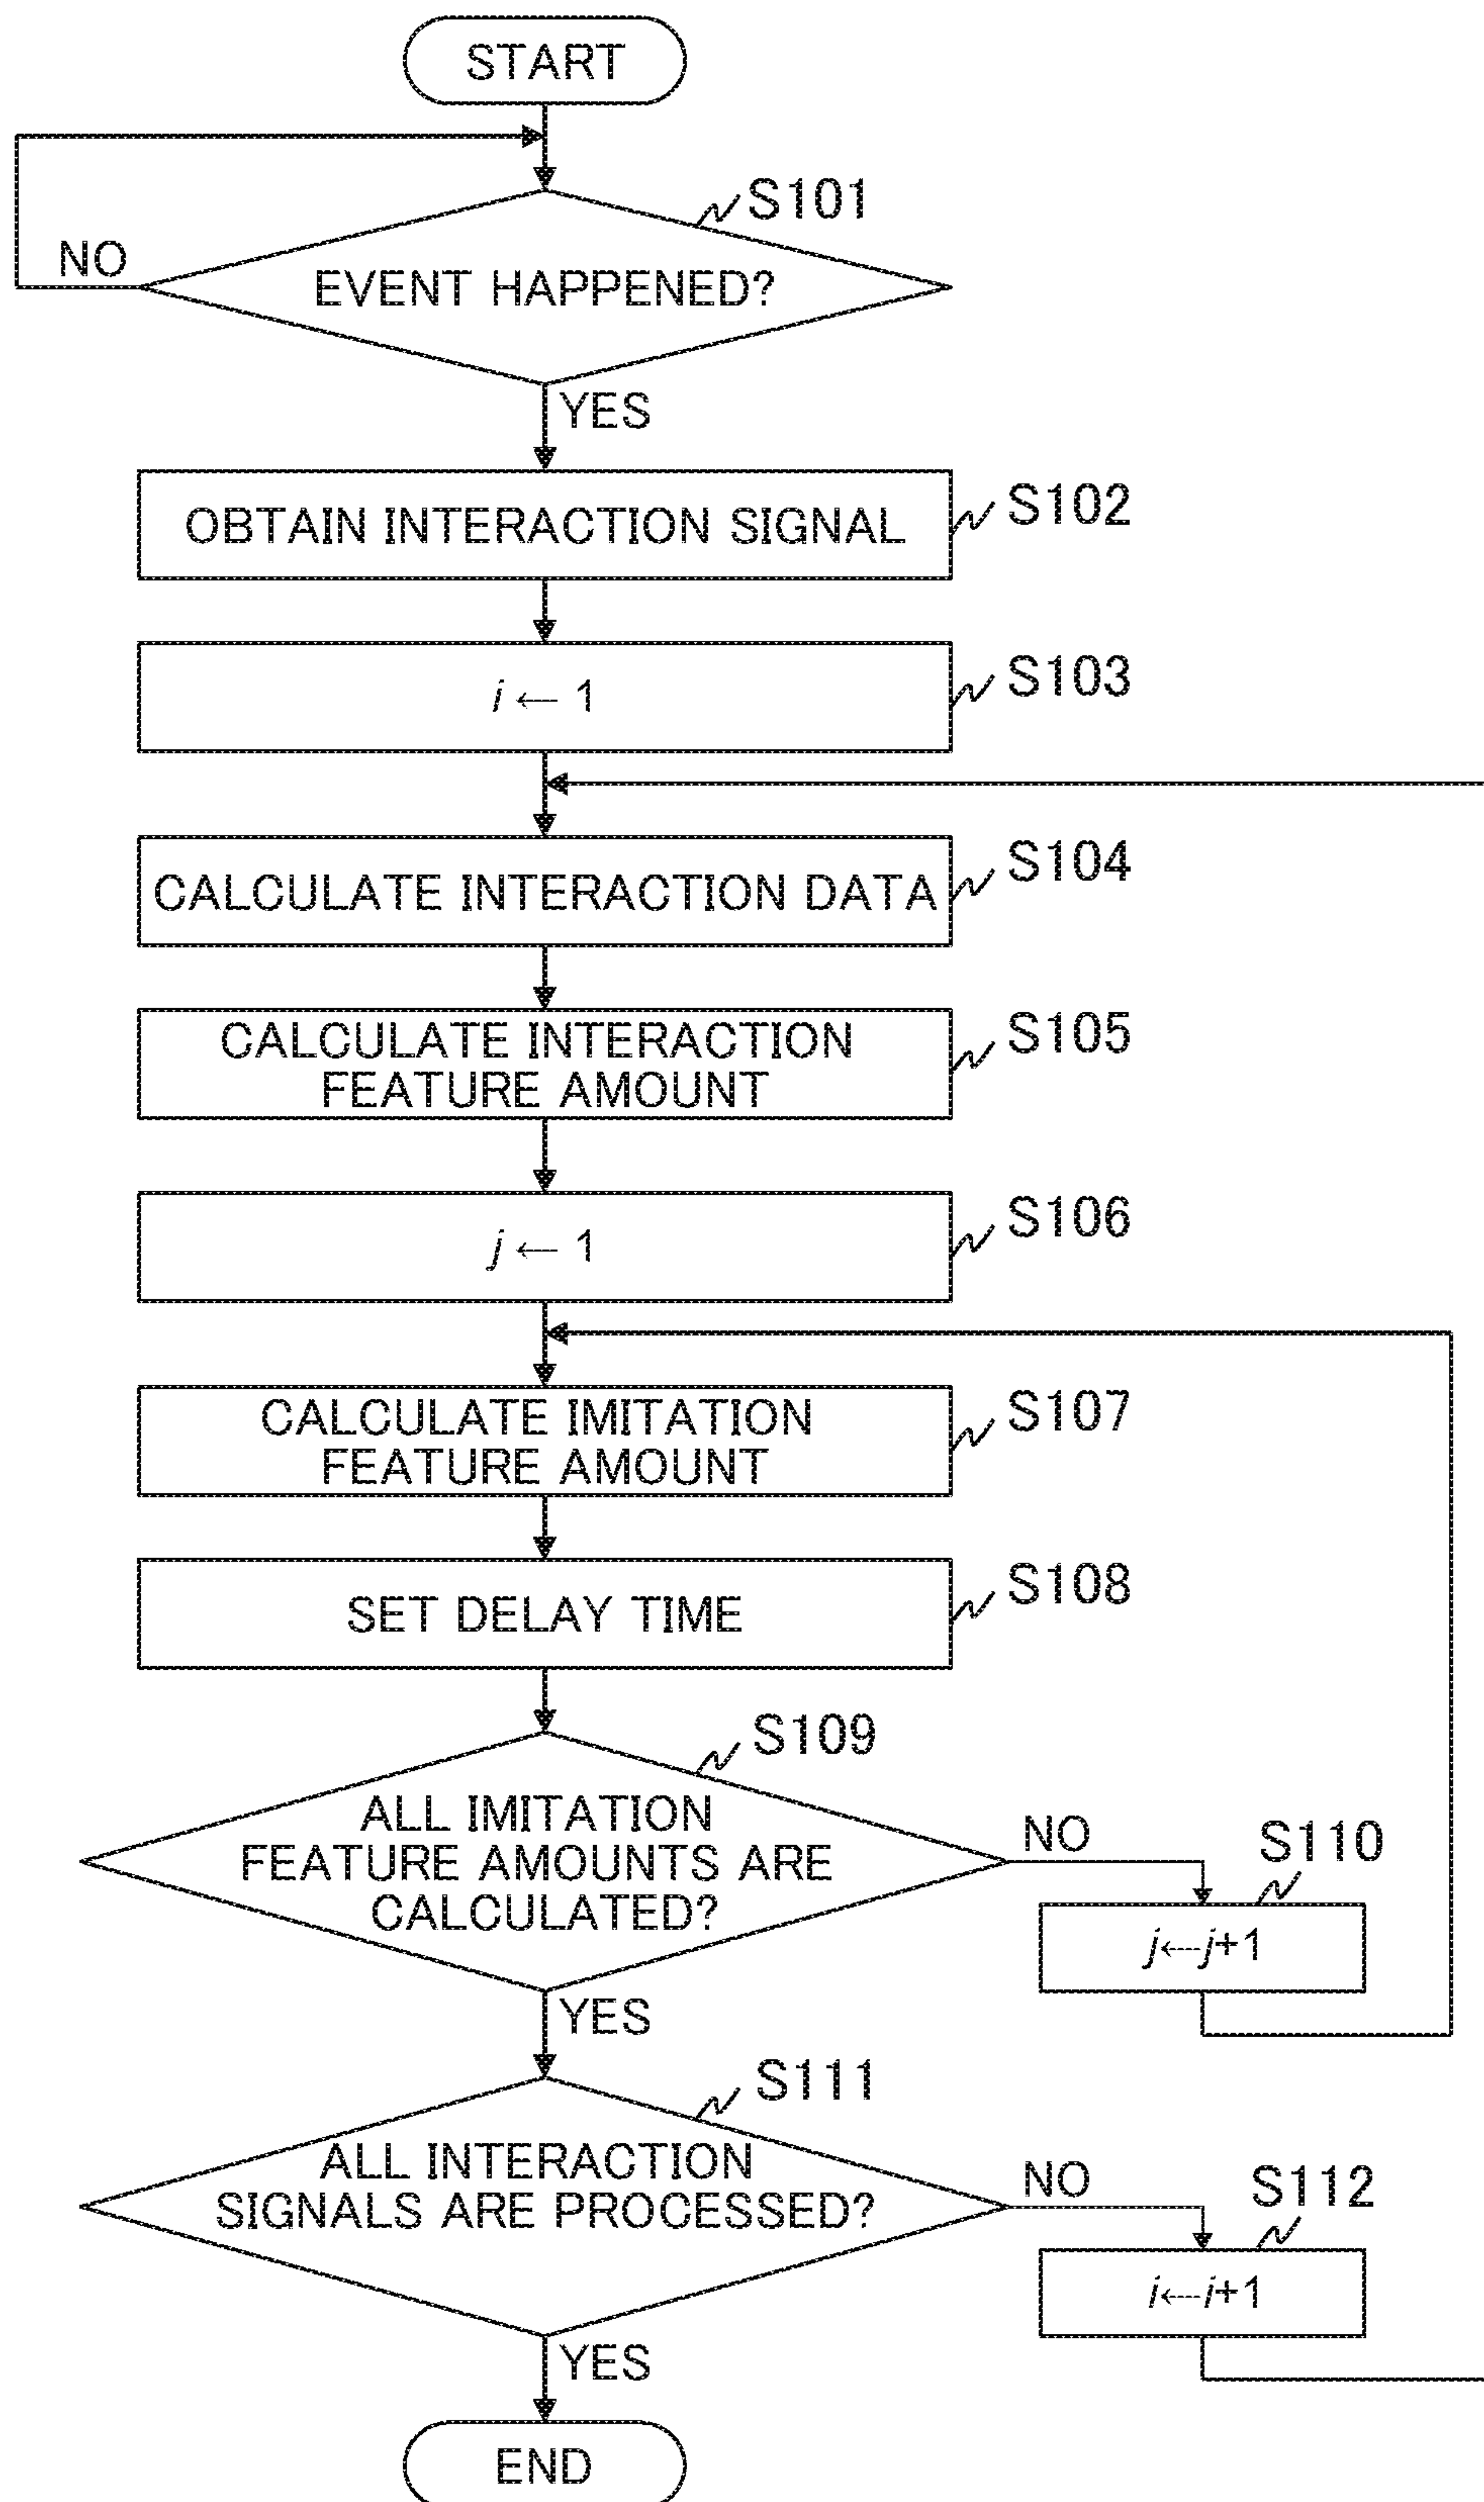 START
S101
NO
EVENT HAPPENED?
YES
OBTAIN INTERACTION SIGNAL
S102
i ← 1
S103
CALCULATE INTERACTION DATA
S104
CALCULATE INTERACTION
FEATURE AMOUNT
S105
j ← 1
S106
CALCULATE IMITATION
FEATURE AMOUNT
S107
SET DELAY TIME
S108
S109
ALL IMITATION
FEATURE AMOUNTS ARE
CALCULATED?
NO
S110
j←j+1
YES
S111
ALL INTERACTION
SIGNALS ARE PROCESSED?
NO
S112
i←i+1
YES
END